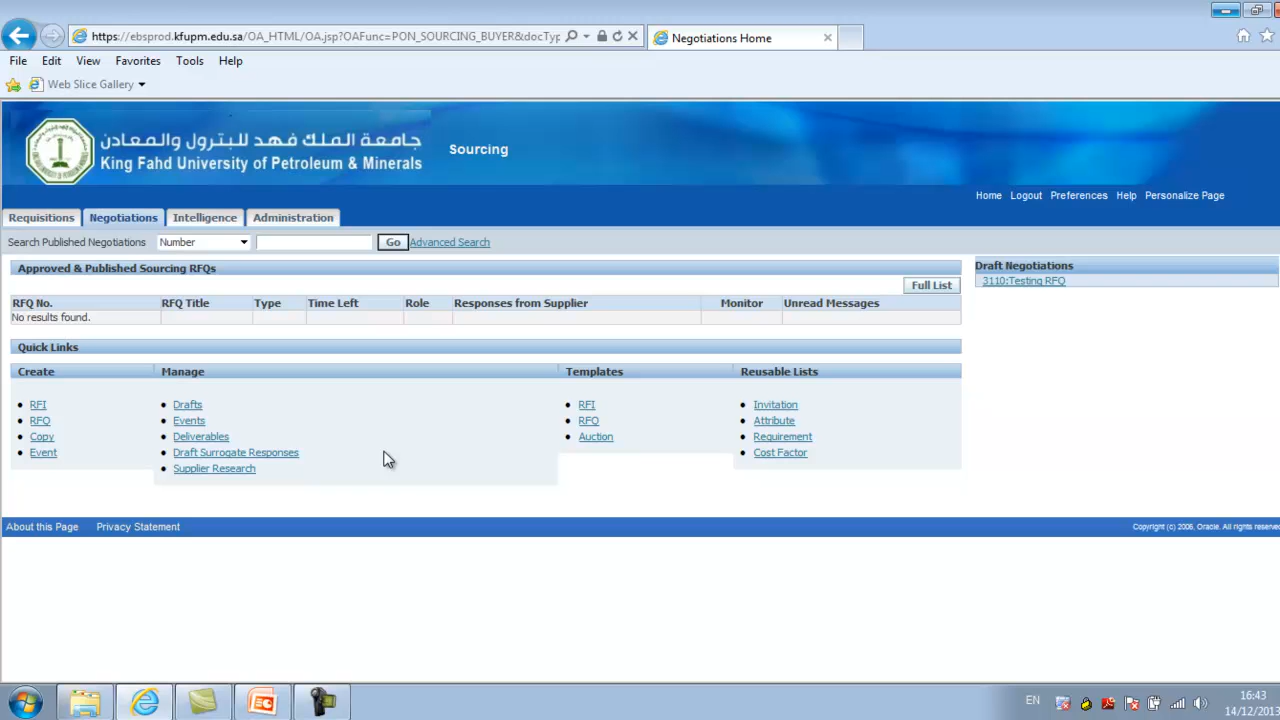 https://ebsprod.kfupm.edu.sa/OA_HTML/OA.jsp?OAFunc=PON_SOURCING_BUYER&docTyp
Negotiations Home
File Edit View Favorites Tools Help
Web Slice Gallery
جامعة الملك فهد للبترول والمعادن
King Fahd University of Petroleum & Minerals
Sourcing
Home Logout Preferences Help Personalize Page
Requisitions Negotiations Intelligence Administration
Search Published Negotiations Number Go Advanced Search
Approved & Published Sourcing RFQs
Full List
RFQ No. RFQ Title Type Time Left Role Responses from Supplier Monitor Unread Messages
No results found.
Draft Negotiations
3110:Testing RFQ
Quick Links
Create
RFI
RFQ
Copy
Event
Manage
Drafts
Events
Deliverables
Draft Surrogate Responses
Supplier Research
Templates
RFI
RFQ
Auction
Reusable Lists
Invitation
Attribute
Requirement
Cost Factor
About this Page Privacy Statement
Copyright (c) 2006, Oracle. All rights reserve
EN
16:43
14/12/2013